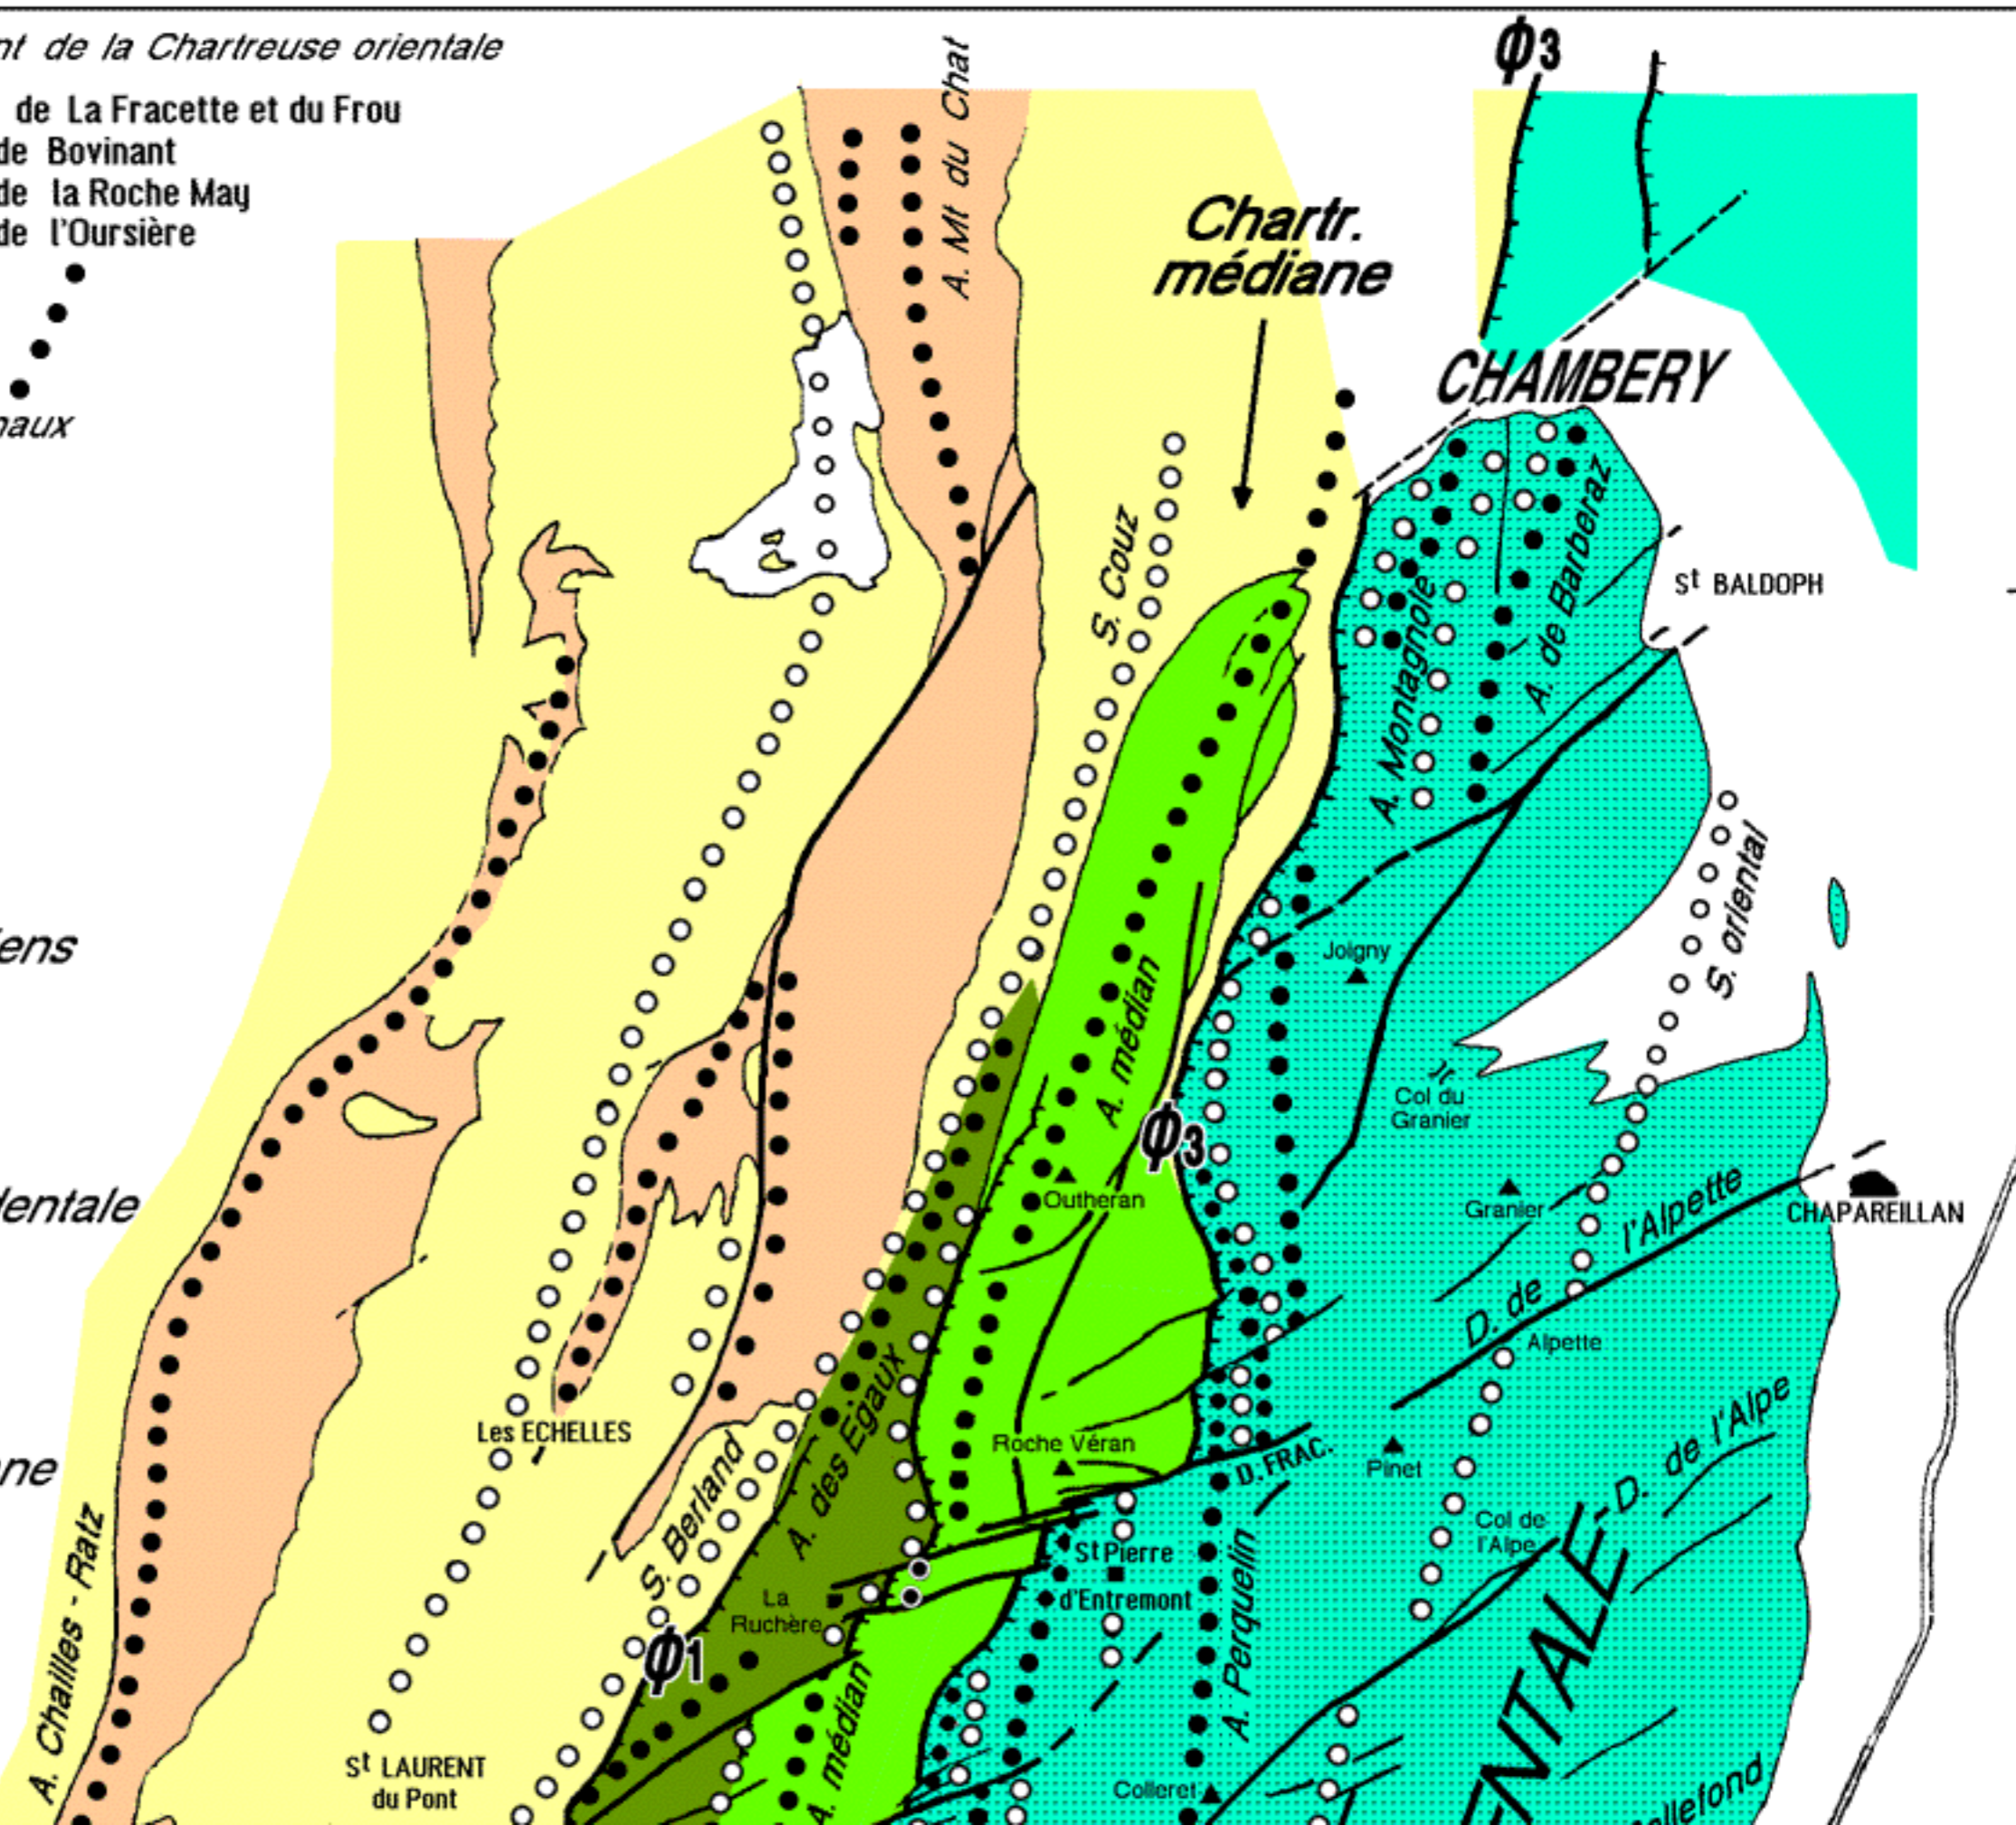 nt de la Chartreuse orientale
de La Fracette et du Frou
de Bovinant
de la Roche May
de l'Oursière
naux
ϕ3
A. Mt du Chat
Chartr.
médiane
CHAMBERY
S. Couz
St BALDOPH
A. Montagnole
A. de Barberaz
S. oriental
Joigny
A. médian
Col du
Granier
ϕ3
Outheran
Granier
D. de l'Alpette
CHAPAREILLAN
Alpette
dentale
Les ECHELLES
Roche Véran
D. FRAC.
Pinet
D. de l'Alpe
A. des Egaux
S. Berland
Col de
l'Alpe
St Pierre
d'Entremont
La
Ruchère
ϕ1
A. Perquelin
A. médian
A. Chailles - Ratz
St LAURENT
du Pont
Colleret
ENTALE